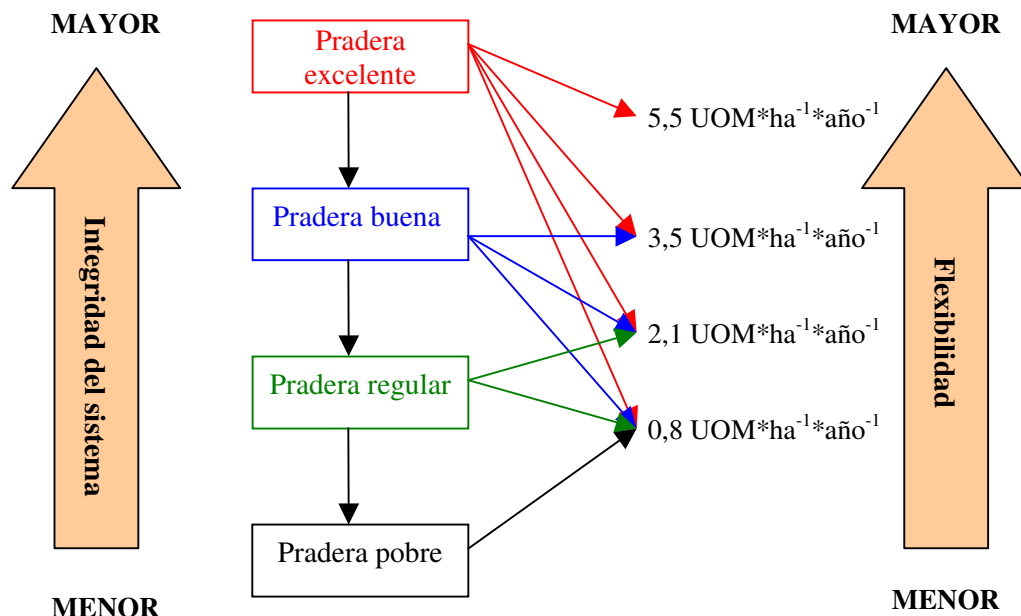 MAYOR
MAYOR
Pradera
excelente
5,5 UOM*ha⁻¹*año⁻¹
Pradera buena
3,5 UOM*ha⁻¹*año⁻¹
Integridad del sistema
Flexibilidad
2,1 UOM*ha⁻¹*año⁻¹
Pradera regular
0,8 UOM*ha⁻¹*año⁻¹
Pradera pobre
MENOR
MENOR